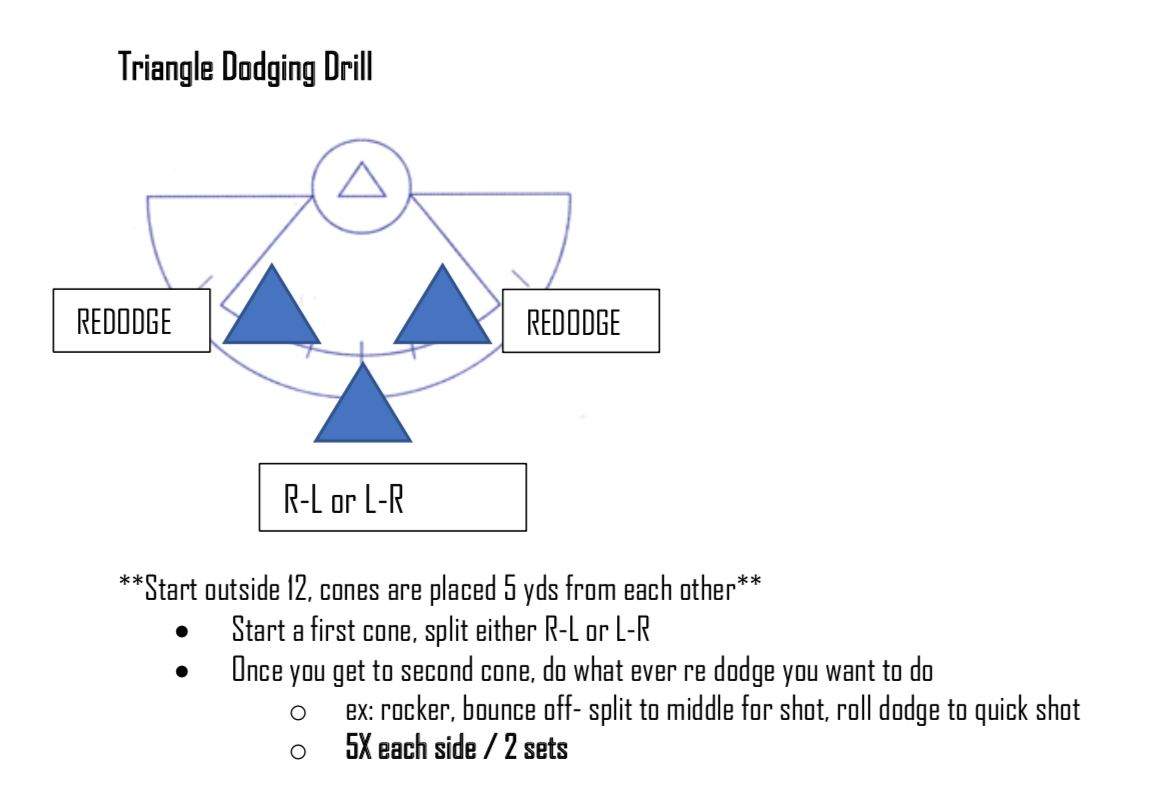 Triangle Dodging Drill
REDODGE
REDODGE
R-L or L-R
**Start outside 12, cones are placed 5 yds from each other**
● Start a first cone, split either R-L or L-R
● Once you get to second cone, do what ever re dodge you want to do
○ ex: rocker, bounce off- split to middle for shot, roll dodge to quick shot
○ 5X each side / 2 sets